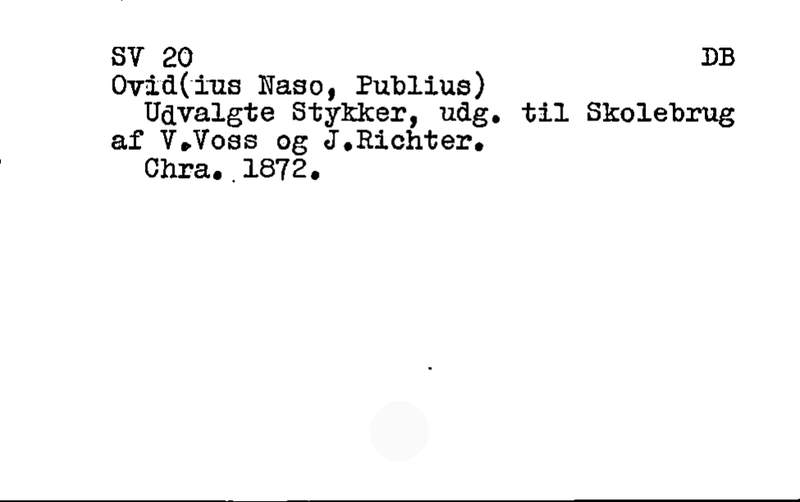 SV 20 DB
Ovid(ius Naso, Publius)
Udvalgte Stykker, udg. til Skolebrug
af V.Voss og J.Richter.
Chra. 1872.